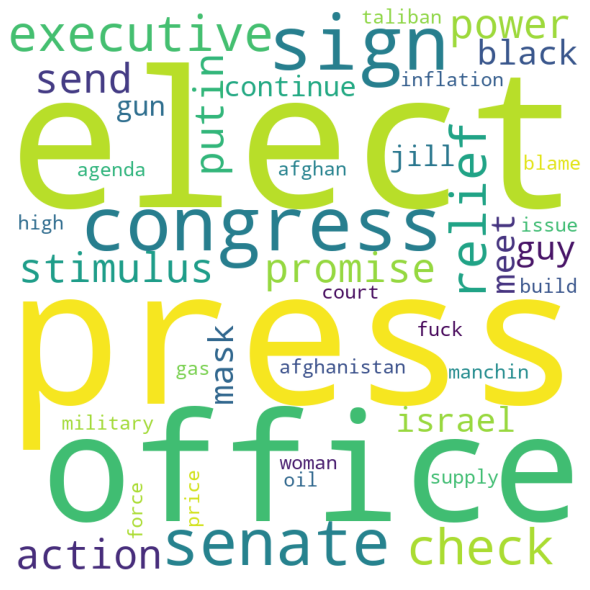 taliban
executive
sign
power
send
black
putin
continue
inflation
gun
elect
agenda
afghan
jill
relief
blame
high
congress
meet
issue
guy
stimulus
promise
build
court
press
fuck
mask
gas
afghanistan
manchin
military
israel
office
woman
oil
supply
force
price
action
senate
check